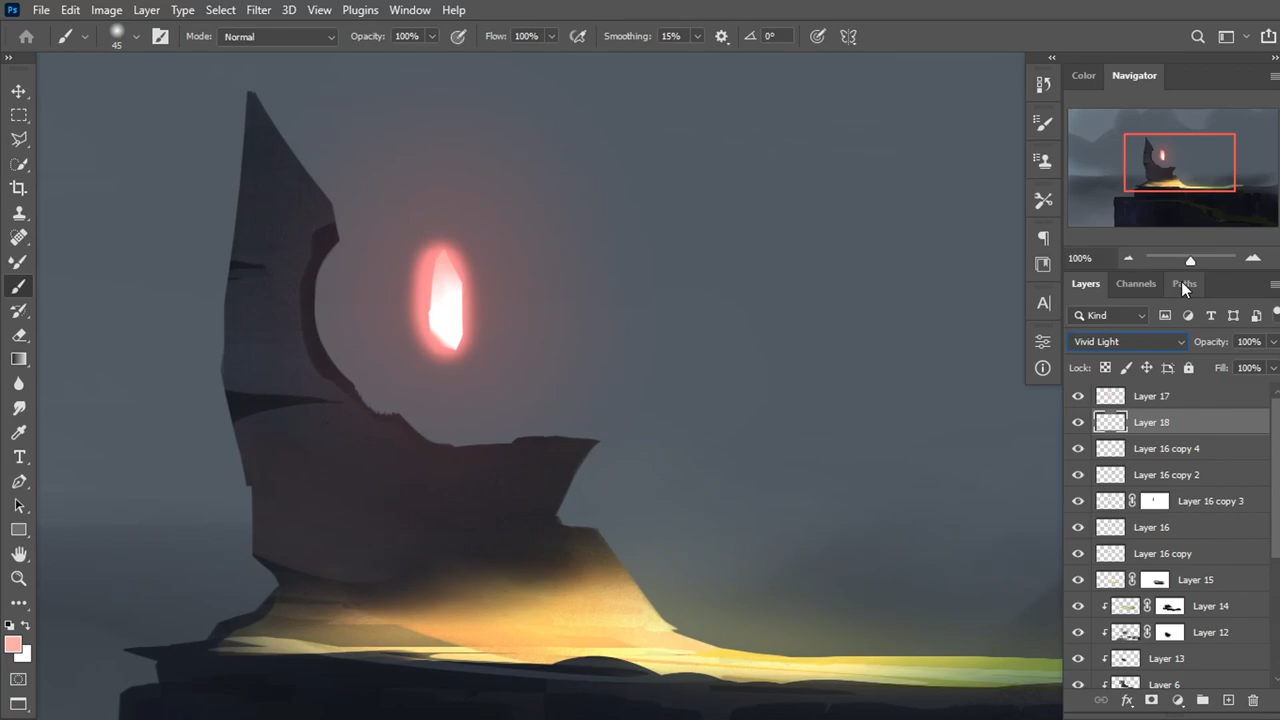 Ps File Edit Image Layer Type Select Filter 3D View Plugins Window Help
45 Mode: Normal Opacity: 100% Flow: 100% Smoothing: 15% 0°
Color Navigator
100%
Layers Channels Paths
Kind
Vivid Light Opacity: 100%
Lock: Fill: 100%
Layer 17
Layer 18
Layer 16 copy 4
Layer 16 copy 2
Layer 16 copy 3
Layer 16
Layer 16 copy
Layer 15
Layer 14
Layer 12
Layer 13
Layer 6
fx